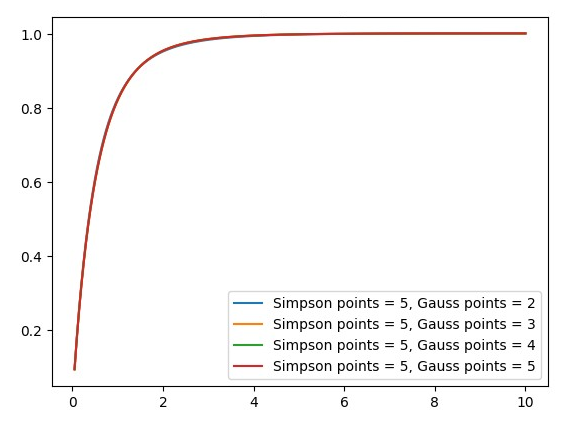 1.0
0.8
0.6
0.4
0.2
Simpson points = 5, Gauss points = 2
Simpson points = 5, Gauss points = 3
Simpson points = 5, Gauss points = 4
Simpson points = 5, Gauss points = 5
0 2 4 6 8 10